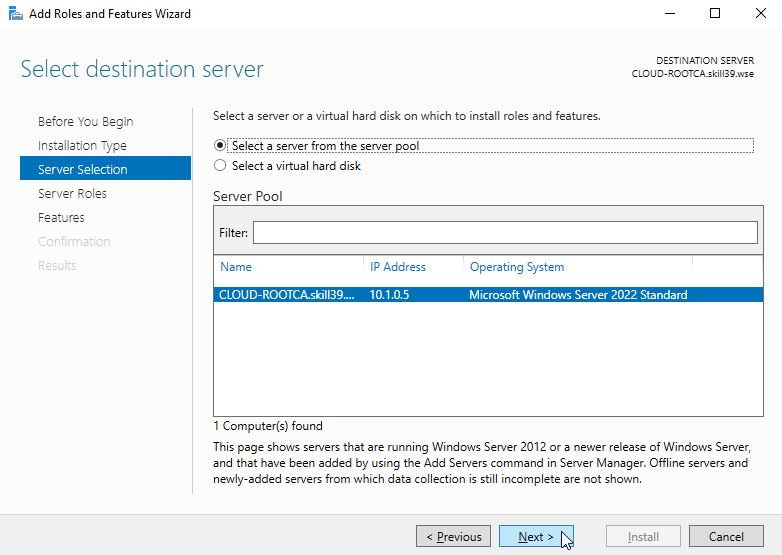 Add Roles and Features Wizard
Select destination server
DESTINATION SERVER
CLOUD-ROOTCA.skill39.wse
Before You Begin
Installation Type
Server Selection
Server Roles
Features
Confirmation
Results
Select a server or a virtual hard disk on which to install roles and features.
Select a server from the server pool
Select a virtual hard disk
Server Pool
Filter:
Name IP Address Operating System
CLOUD-ROOTCA.skill39.... 10.1.0.5 Microsoft Windows Server 2022 Standard
1 Computer(s) found
This page shows servers that are running Windows Server 2012 or a newer release of Windows Server,
and that have been added by using the Add Servers command in Server Manager. Offline servers and
newly-added servers from which data collection is still incomplete are not shown.
< Previous Next > Install Cancel